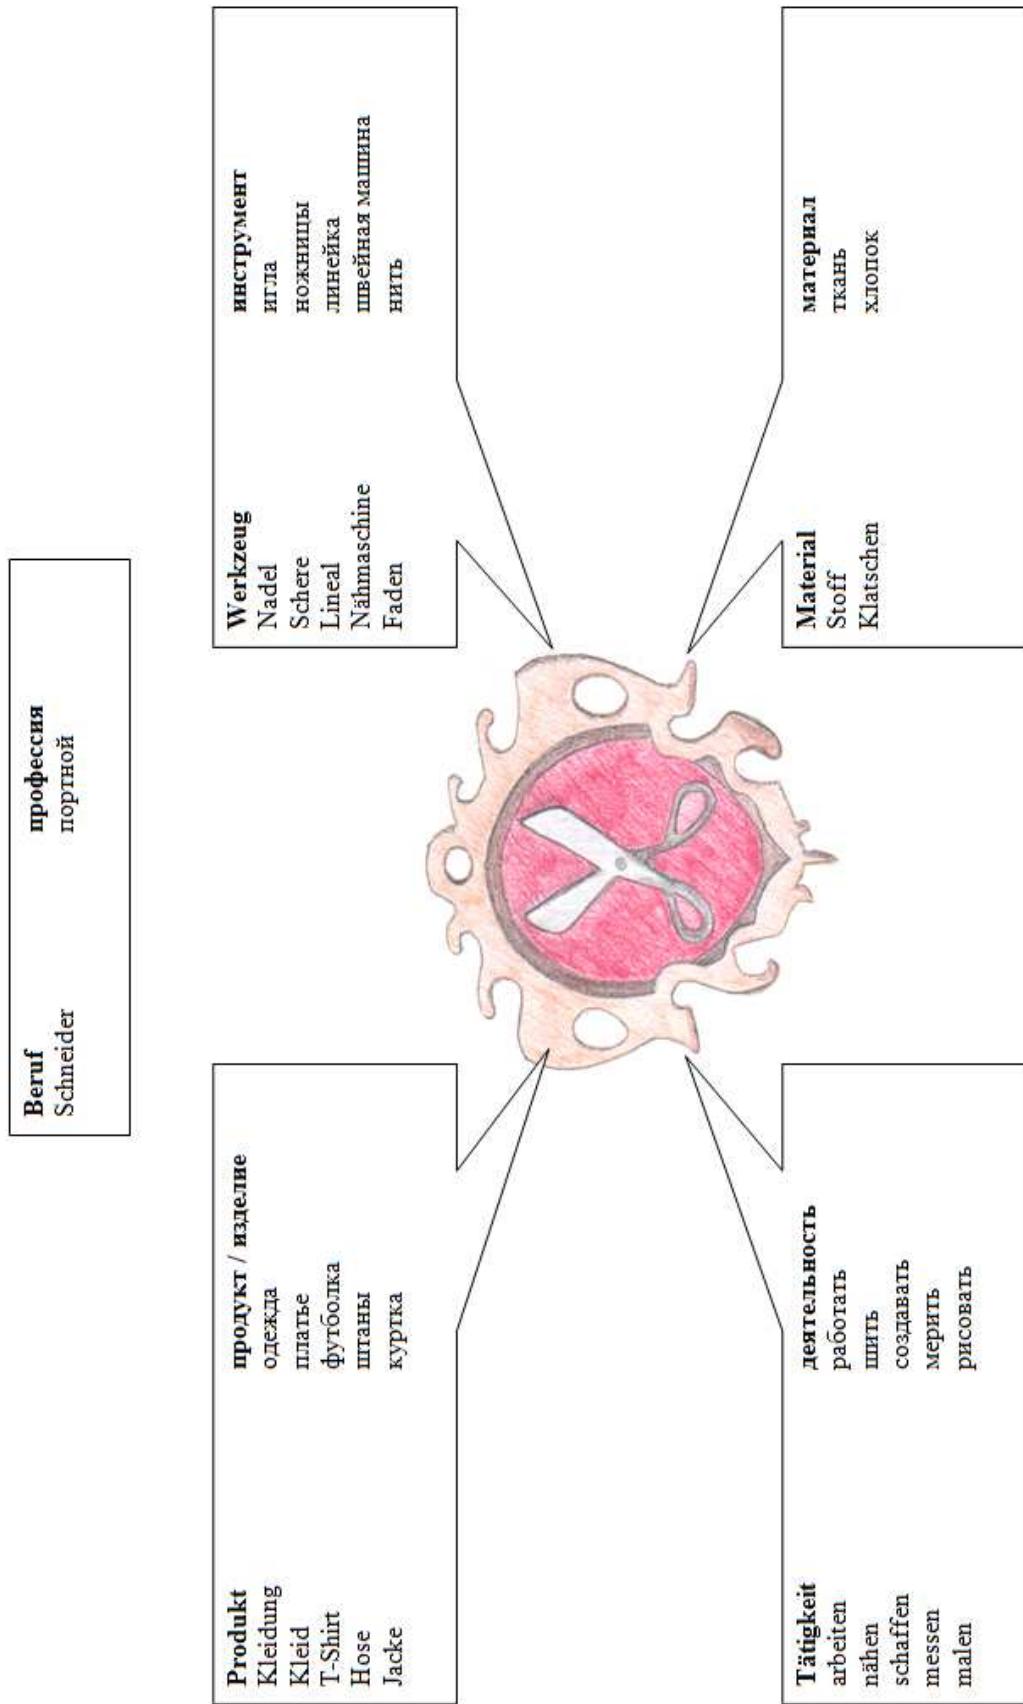 Beruf профессия
Schneider портной
Produkt продукт / изделие
Kleidung одежда
Kleid платье
T-Shirt футболка
Hose штаны
Jacke куртка
Werkzeug инструмент
Nadel игла
Schere ножницы
Lineal линейка
Nähmaschine швейная машина
Faden нить
Tätigkeit деятельность
arbeiten работать
nähen шить
schaffen создавать
messen мерить
malen рисовать
Material материал
Stoff ткань
Klatschen хлопок